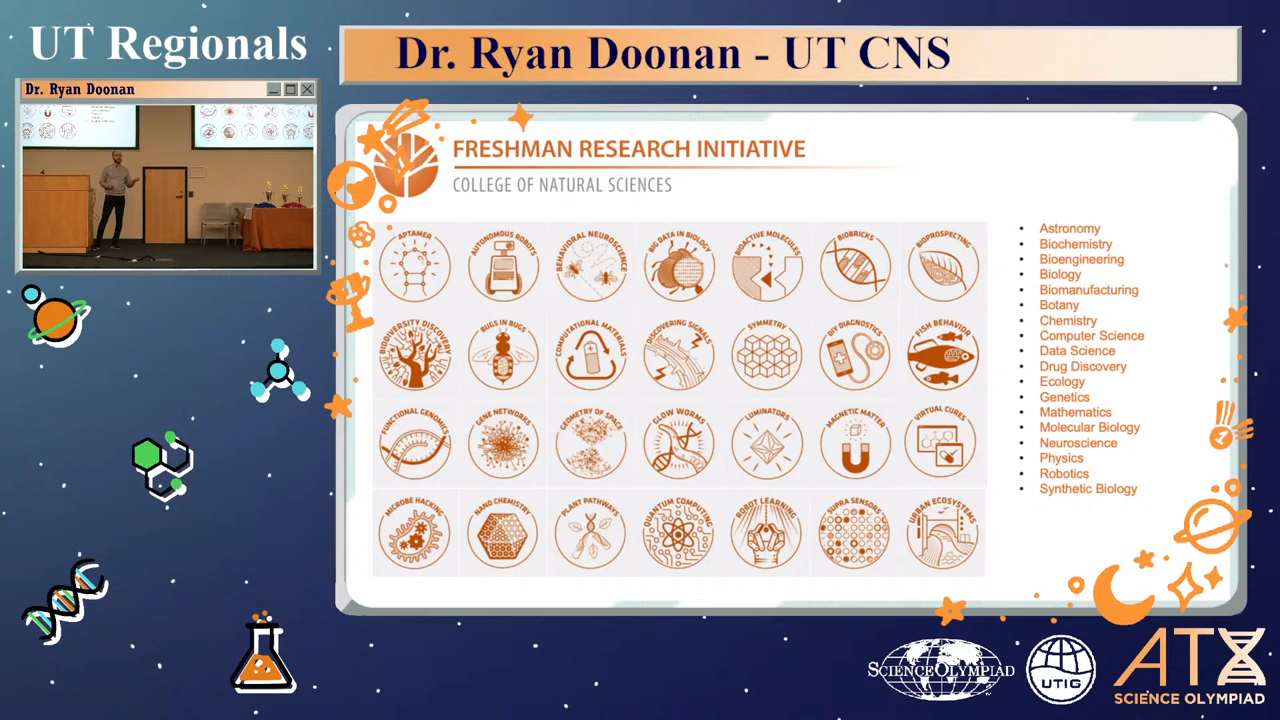 UT Regionals
Dr. Ryan Doonan - UT CNS
Dr. Ryan Doonan
FRESHMAN RESEARCH INITIATIVE
COLLEGE OF NATURAL SCIENCES
APTAMER
AUTONOMOUS ROBOTS
BEHAVIORAL NEUROSCIENCE
BIG DATA IN BIOLOGY
BIOACTIVE MOLECULES
BIOBRICKS
BIOPROSPECTING
BIODIVERSITY DISCOVERY
BUGS IN BUGS
COMPUTATIONAL MATERIALS
DISCOVERING SIGNALS
SYMMETRY
DIY DIAGNOSTICS
FISH BEHAVIOR
FUNCTIONAL GENOMICS
GENE NETWORKS
GEOMETRY OF SPACE
GLOW WORMS
LUMINATORS
MAGNETIC MATTER
VIRTUAL CURES
MICROBE HACKING
NANO CHEMISTRY
PLANT PATHWAYS
QUANTUM COMPUTING
ROBOT LEARNING
SUPRA SENSORS
URBAN ECOSYSTEMS
• Astronomy
• Biochemistry
• Bioengineering
• Biology
• Biomanufacturing
• Botany
• Chemistry
• Computer Science
• Data Science
• Drug Discovery
• Ecology
• Genetics
• Mathematics
• Molecular Biology
• Neuroscience
• Physics
• Robotics
• Synthetic Biology
1
SCIENCE OLYMPIAD
UTIG
ATX
SCIENCE OLYMPIAD